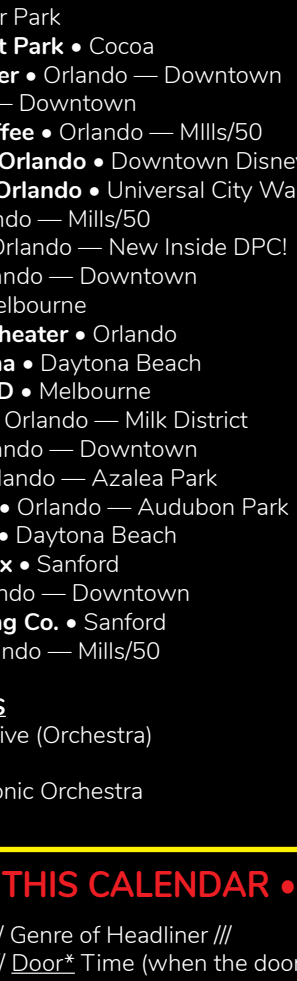 r Park
t Park • Cocoa
er • Orlando — Downtown
— Downtown
ffee • Orlando — MIlls/50
Orlando • Downtown Disne
Orlando • Universal City Wa
ndo — Mills/50
Orlando — New Inside DPC!
ando — Downtown
elbourne
heater • Orlando
na • Daytona Beach
D • Melbourne
Orlando — Milk District
ando — Downtown
lando — Azalea Park
• Orlando — Audubon Park
• Daytona Beach
x • Sanford
ndo — Downtown
ng Co. • Sanford
ndo — Mills/50
S
ive (Orchestra)
onic Orchestra
THIS CALENDAR •
/ Genre of Headliner ///
/ Door* Time (when the door